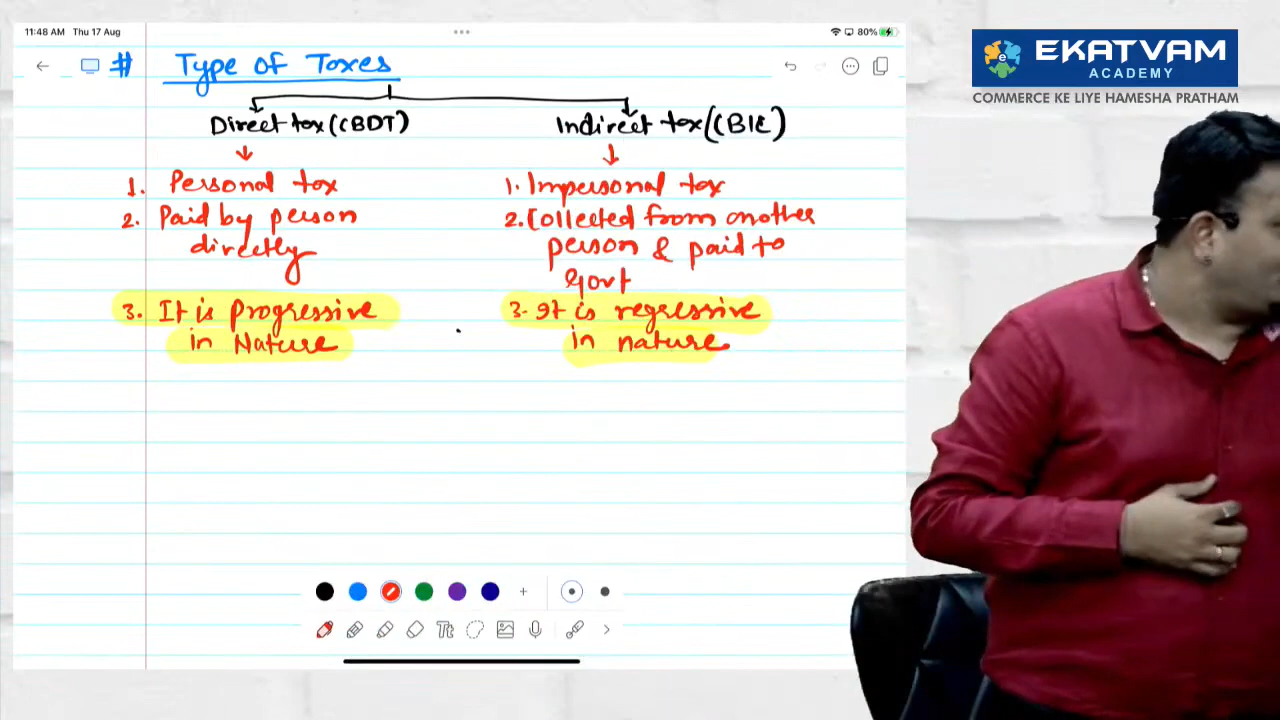 11:48 AM Thu 17 Aug
80%
EKATVAM
ACADEMY
COMMERCE KE LIYE HAMESHA PRATHAM
# Type of Taxes
Direct tax (CBDT)
Indirect tax (CBIC)
1. Personal tax
2. Paid by person
directly
3. It is progressive
in Nature
1. Impersonal tax
2. Collected from another
person & paid to
Govt
3. It is regressive
in nature
Tt